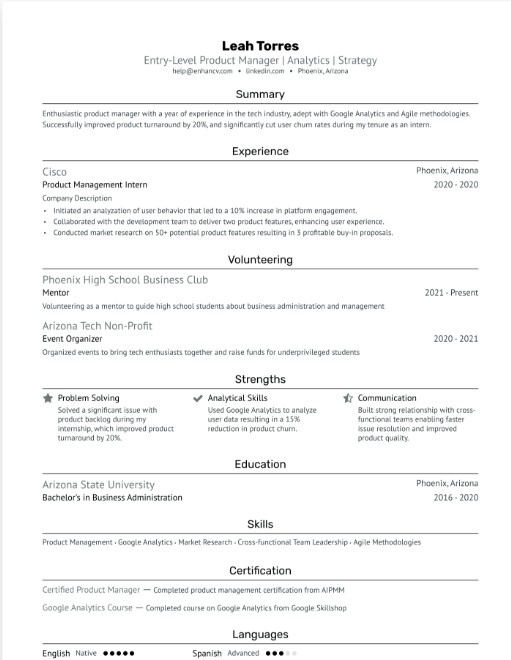 Leah Torres
Entry-Level Product Manager | Analytics | Strategy
help@enhancv.com • linkedin.com • Phoenix, Arizona
Summary
Enthusiastic product manager with a year of experience in the tech industry, adept with Google Analytics and Agile methodologies.
Successfully improved product turnaround by 20%, and significantly cut user churn rates during my tenure as an intern.
Experience
Cisco Phoenix, Arizona
Product Management Intern 2020 - 2020
Company Description
• Initiated an analyzation of user behavior that led to a 10% increase in platform engagement.
• Collaborated with the development team to deliver two product features, enhancing user experience.
• Conducted market research on 50+ potential product features resulting in 3 profitable buy-in proposals.
Volunteering
Phoenix High School Business Club
Mentor 2021 - Present
Volunteering as a mentor to guide high school students about business administration and management
Arizona Tech Non-Profit
Event Organizer 2020 - 2021
Organized events to bring tech enthusiasts together and raise funds for underprivileged students
Strengths
Problem Solving
Solved a significant issue with
product backlog during my
internship, which improved product
turnaround by 20%.
Analytical Skills
Used Google Analytics to analyze
user data resulting in a 15%
reduction in product churn.
Communication
Built strong relationship with cross-
functional teams enabling faster
issue resolution and improved
product quality.
Education
Arizona State University Phoenix, Arizona
Bachelor's in Business Administration 2016 - 2020
Skills
Product Management · Google Analytics · Market Research · Cross-functional Team Leadership · Agile Methodologies
Certification
Certified Product Manager — Completed product management certification from AIPMM
Google Analytics Course — Completed course on Google Analytics from Google Skillshop
Languages
English Native Spanish Advanced